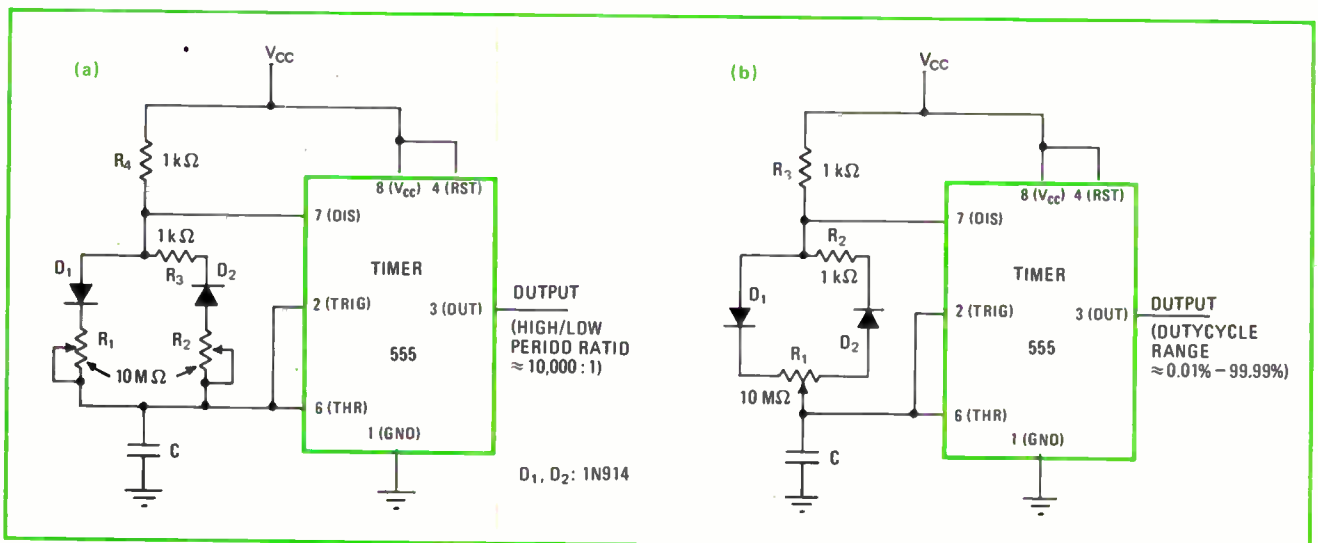 (a)
VCC
R4 1 kΩ
8 (VCC) 4 (RST)
7 (DIS)
1 kΩ
R3
D1
D2
TIMER
2 (TRIG)
3 (OUT)
OUTPUT
(HIGH/LOW
PERIOD RATIO
≈ 10,000 : 1)
R1
R2
555
10 MΩ
6 (THR)
1 (GND)
C
D1, D2: 1N914
(b)
VCC
R3 1 kΩ
8 (VCC) 4 (RST)
7 (DIS)
R2
1 kΩ
D1
D2
TIMER
2 (TRIG)
3 (OUT)
OUTPUT
(DUTYCYCLE
RANGE
≈ 0.01% – 99.99%)
R1
555
10 MΩ
6 (THR)
1 (GND)
C